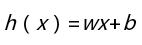 h ( x ) =wx+b